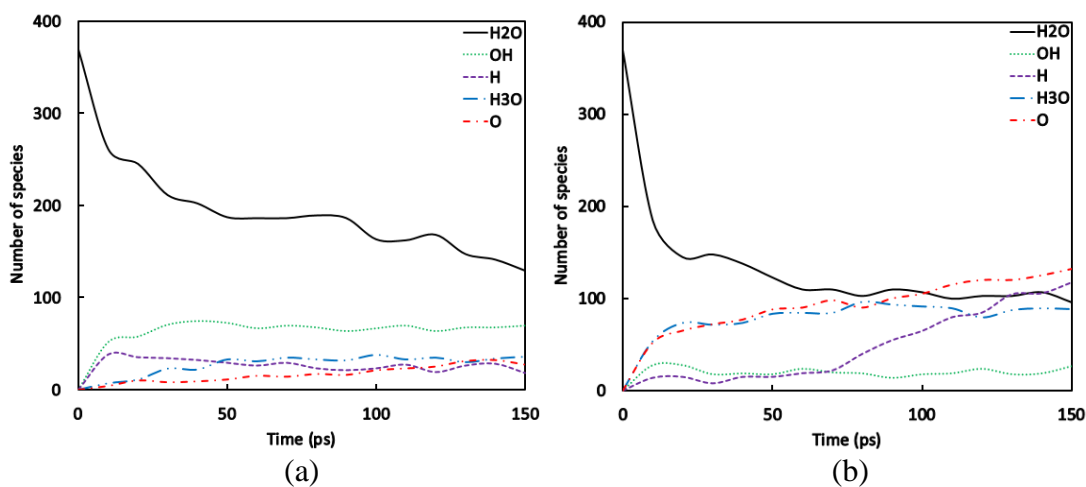 400
300
200
100
0
Number of species
0
50
100
150
Time (ps)
H2O
OH
H
H3O
O
(a)
400
300
200
100
0
Number of species
0
50
100
150
Time (ps)
H2O
OH
H
H3O
O
(b)